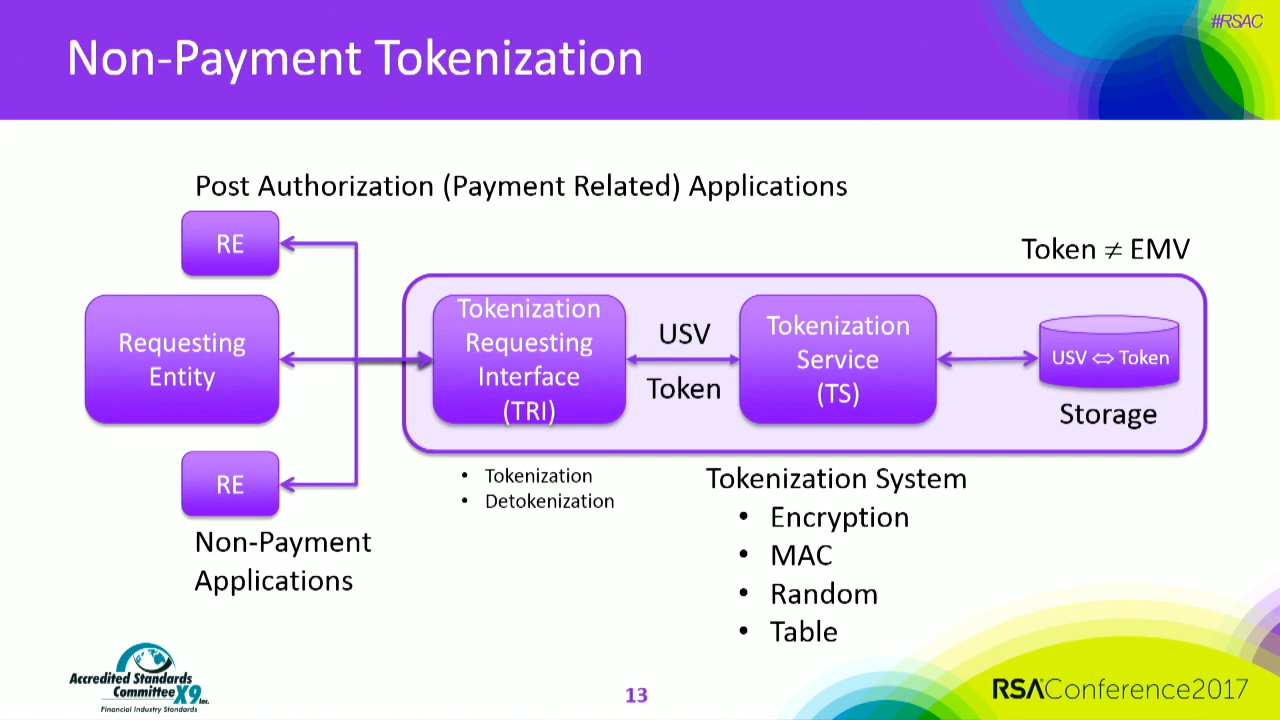 #RSAC
Non-Payment Tokenization
Post Authorization (Payment Related) Applications
RE
Token ≠ EMV
Requesting
Entity
Tokenization
Requesting
Interface
(TRI)
USV
Token
Tokenization
Service
(TS)
USV ⇔ Token
Storage
RE
• Tokenization
• Detokenization
Non-Payment
Applications
Tokenization System
• Encryption
• MAC
• Random
• Table
Accredited Standards
Committee X9 Inc.
Financial Industry Standards
13
RSAConference2017